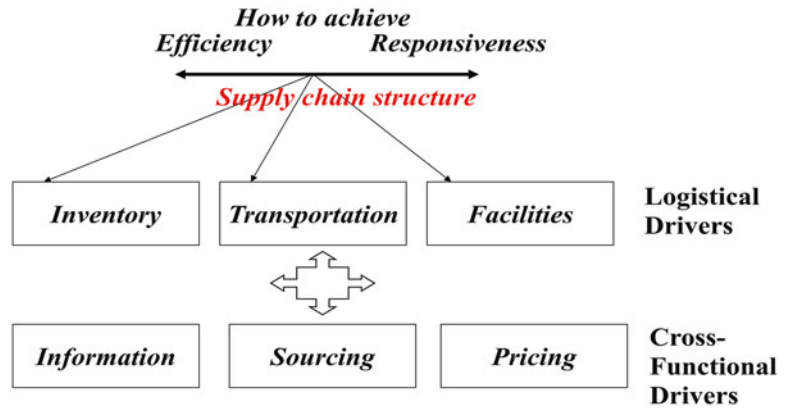 How to achieve
Efficiency Responsiveness
Supply chain structure
Inventory Transportation Facilities
Logistical
Drivers
Information Sourcing Pricing
Cross-
Functional
Drivers